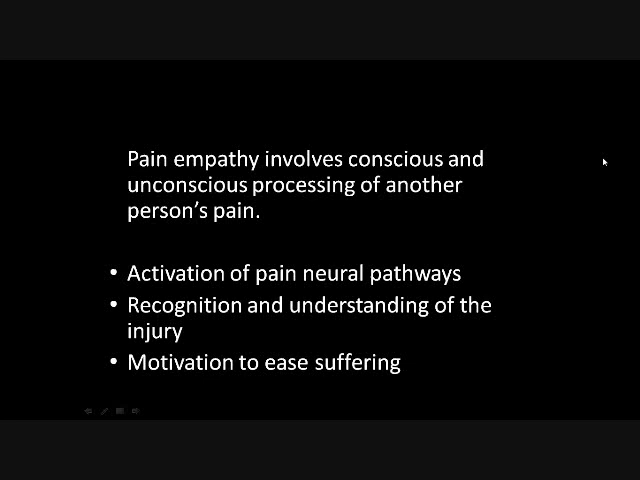 Pain empathy involves conscious and
unconscious processing of another
person’s pain.
• Activation of pain neural pathways
• Recognition and understanding of the
injury
• Motivation to ease suffering